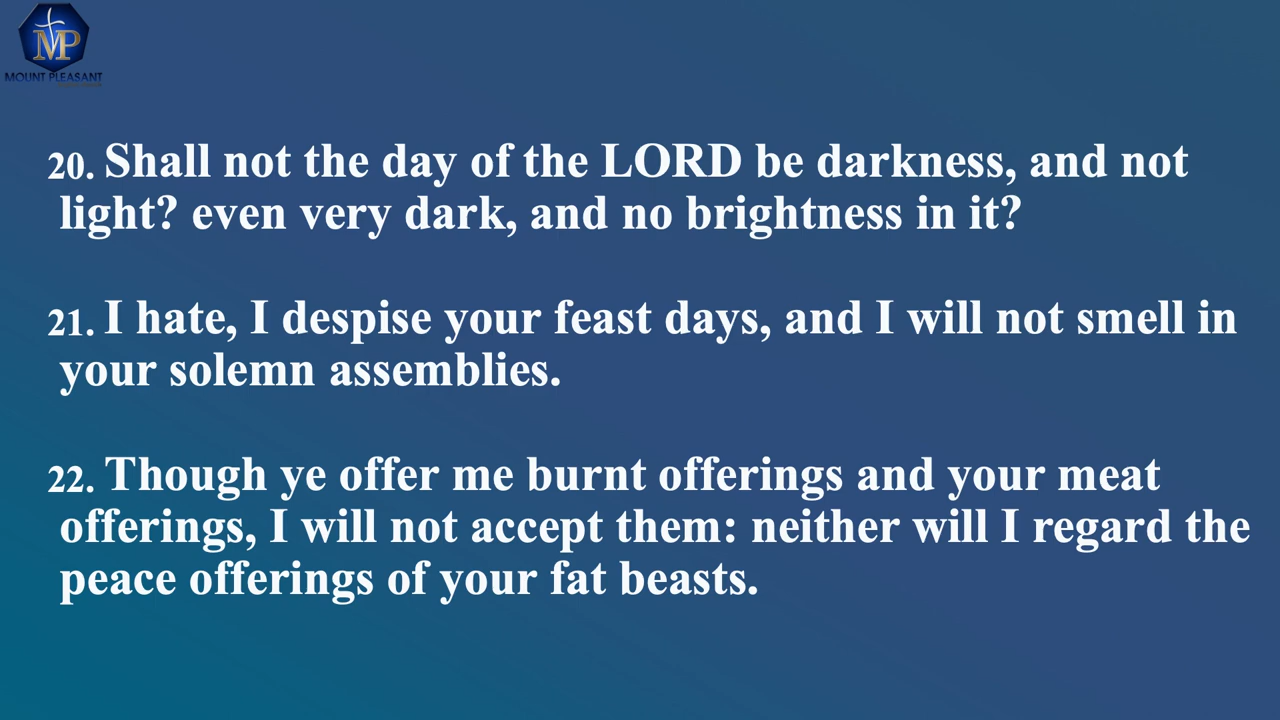 MP
MOUNT PLEASANT
20. Shall not the day of the LORD be darkness, and not
light? even very dark, and no brightness in it?
21. I hate, I despise your feast days, and I will not smell in
your solemn assemblies.
22. Though ye offer me burnt offerings and your meat
offerings, I will not accept them: neither will I regard the
peace offerings of your fat beasts.